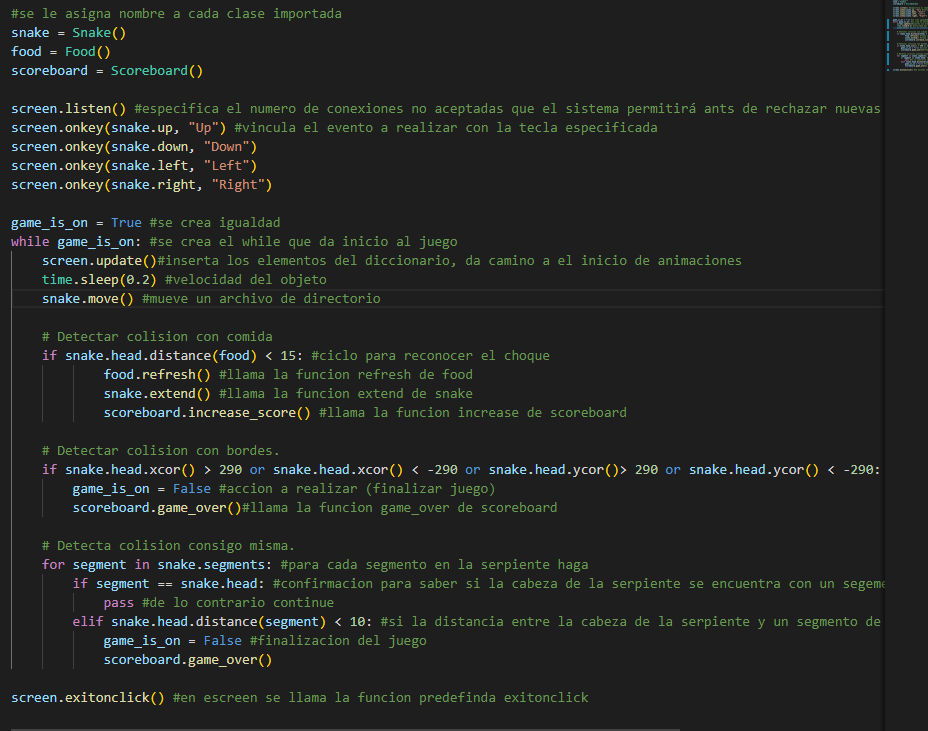 #se le asigna nombre a cada clase importada
snake = Snake()
food = Food()
scoreboard = Scoreboard()
screen.listen() #especifica el numero de conexiones no aceptadas que el sistema permitirá ants de rechazar nuevas
screen.onkey(snake.up, "Up") #vincula el evento a realizar con la tecla especificada
screen.onkey(snake.down, "Down")
screen.onkey(snake.left, "Left")
screen.onkey(snake.right, "Right")
game_is_on = True #se crea igualdad
while game_is_on: #se crea el while que da inicio al juego
screen.update()#inserta los elementos del diccionario, da camino a el inicio de animaciones
time.sleep(0.2) #velocidad del objeto
snake.move() #mueve un archivo de directorio
# Detectar colision con comida
if snake.head.distance(food) < 15: #ciclo para reconocer el choque
food.refresh() #llama la funcion refresh de food
snake.extend() #llama la funcion extend de snake
scoreboard.increase_score() #llama la funcion increase de scoreboard
# Detectar colision con bordes.
if snake.head.xcor() > 290 or snake.head.xcor() < -290 or snake.head.ycor()> 290 or snake.head.ycor() < -290:
game_is_on = False #accion a realizar (finalizar juego)
scoreboard.game_over()#llama la funcion game_over de scoreboard
# Detecta colision consigo misma.
for segment in snake.segments: #para cada segmento en la serpiente haga
if segment == snake.head: #confirmacion para saber si la cabeza de la serpiente se encuentra con un segeme
pass #de lo contrario continue
elif snake.head.distance(segment) < 10: #si la distancia entre la cabeza de la serpiente y un segmento de
game_is_on = False #finalizacion del juego
scoreboard.game_over()
screen.exitonclick() #en escreen se llama la funcion predefinda exitonclick